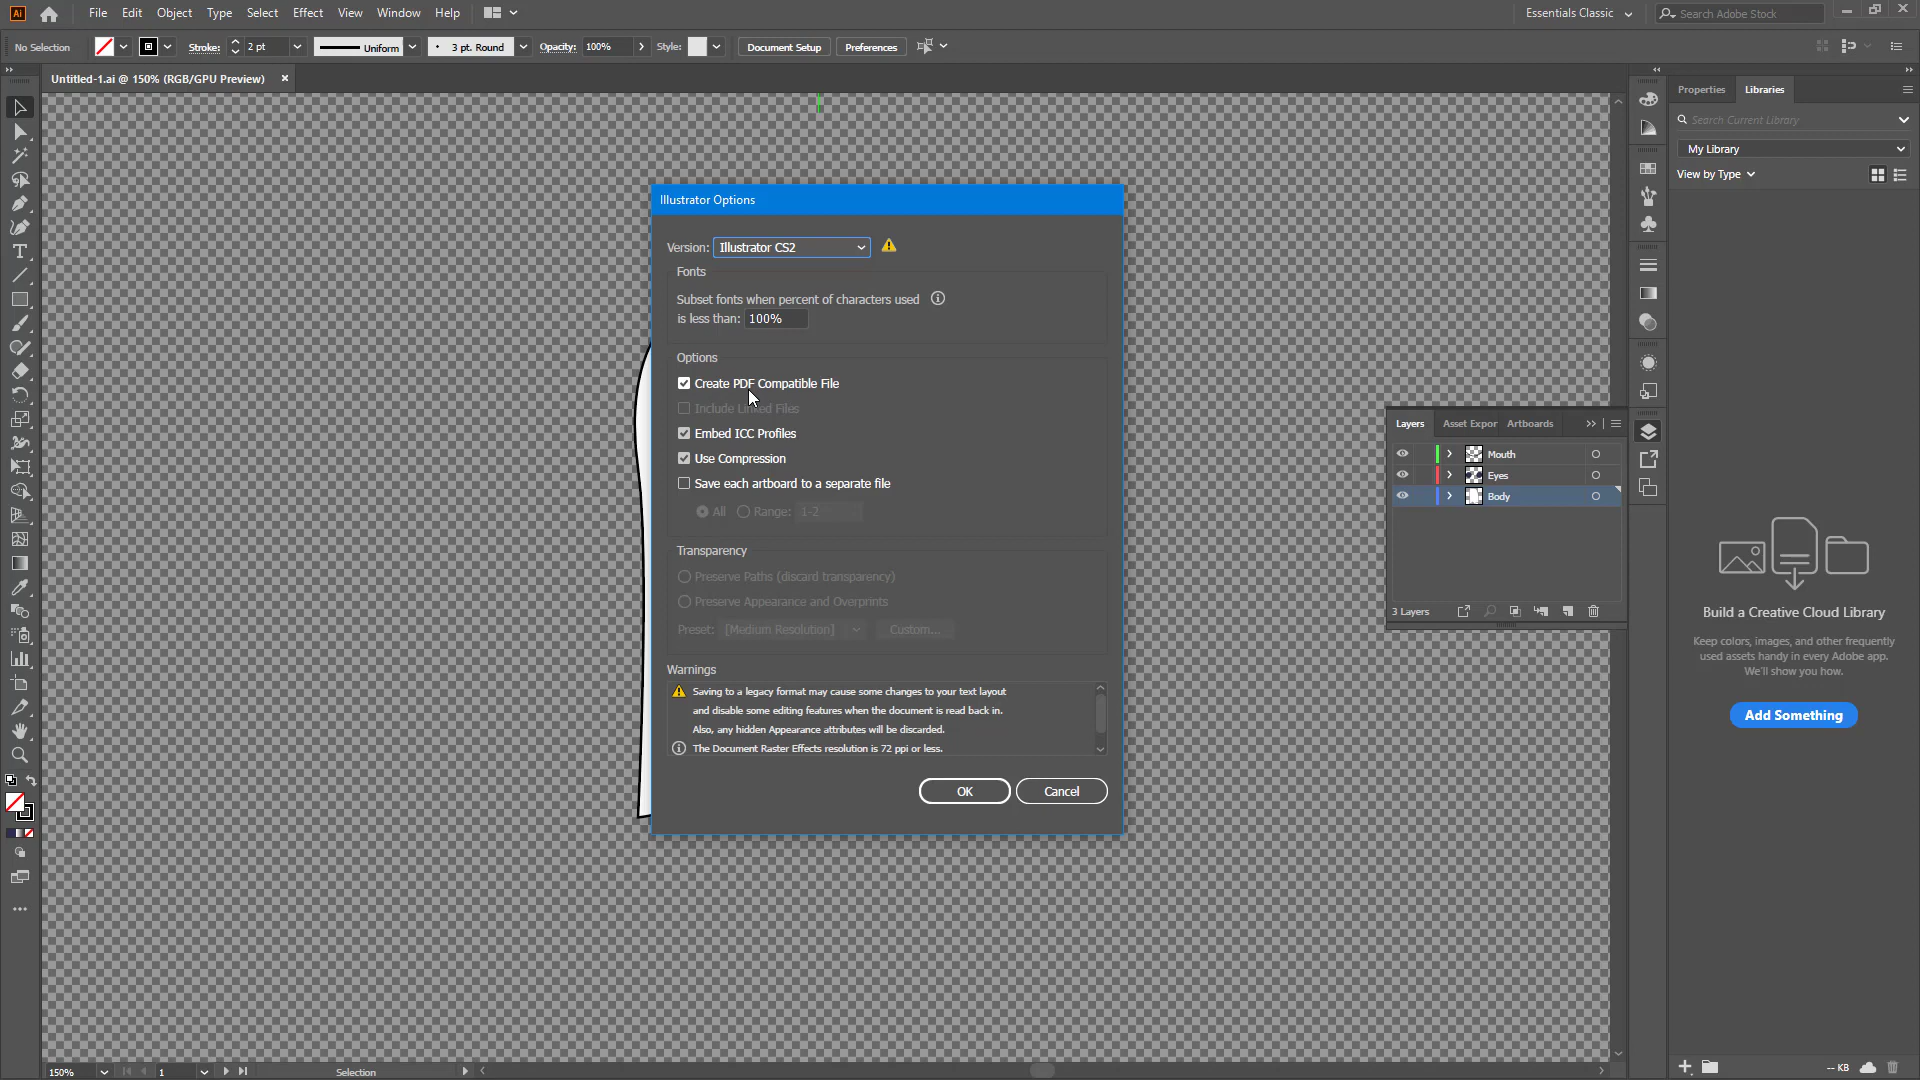 Ai File Edit Object Type Select Effect View Window Help Essentials Classic Search Adobe Stock
No Selection Stroke: 2 pt Uniform 3 pt. Round Opacity: 100% Style: Document Setup Preferences
Untitled-1.ai @ 150% (RGB/GPU Preview)
Illustrator Options
Version: Illustrator CS2
Fonts
Subset fonts when percent of characters used
is less than: 100%
Options
Create PDF Compatible File
Include Linked Files
Embed ICC Profiles
Use Compression
Save each artboard to a separate file
All Range: 1-2
Transparency
Preserve Paths (discard transparency)
Preserve Appearance and Overprints
Preset: [Medium Resolution] Custom...
Warnings
Saving to a legacy format may cause some changes to your text layout
and disable some editing features when the document is read back in.
Also, any hidden Appearance attributes will be discarded.
The Document Raster Effects resolution is 72 ppi or less.
OK Cancel
Layers Asset Expor Artboards
Mouth
Eyes
Body
3 Layers
Properties Libraries
Search Current Library
My Library
View by Type
Build a Creative Cloud Library
Keep colors, images, and other frequently
used assets handy in every Adobe app.
We'll show you how.
Add Something
150% 1 Selection
-- KB